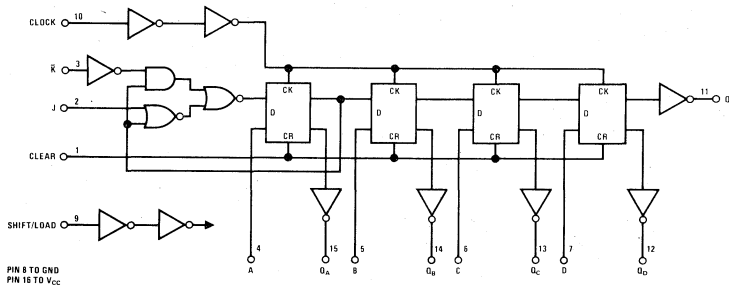 CLOCK 10
K̅ 3
J 2
CLEAR 1
SHIFT/LOAD 9
CK CK CK CK
D D D D
CR CR CR CR
11 Q
4 15 5 14 6 13 7 12
A QA B QB C QC D QD
PIN 8 TO GND
PIN 16 TO VCC